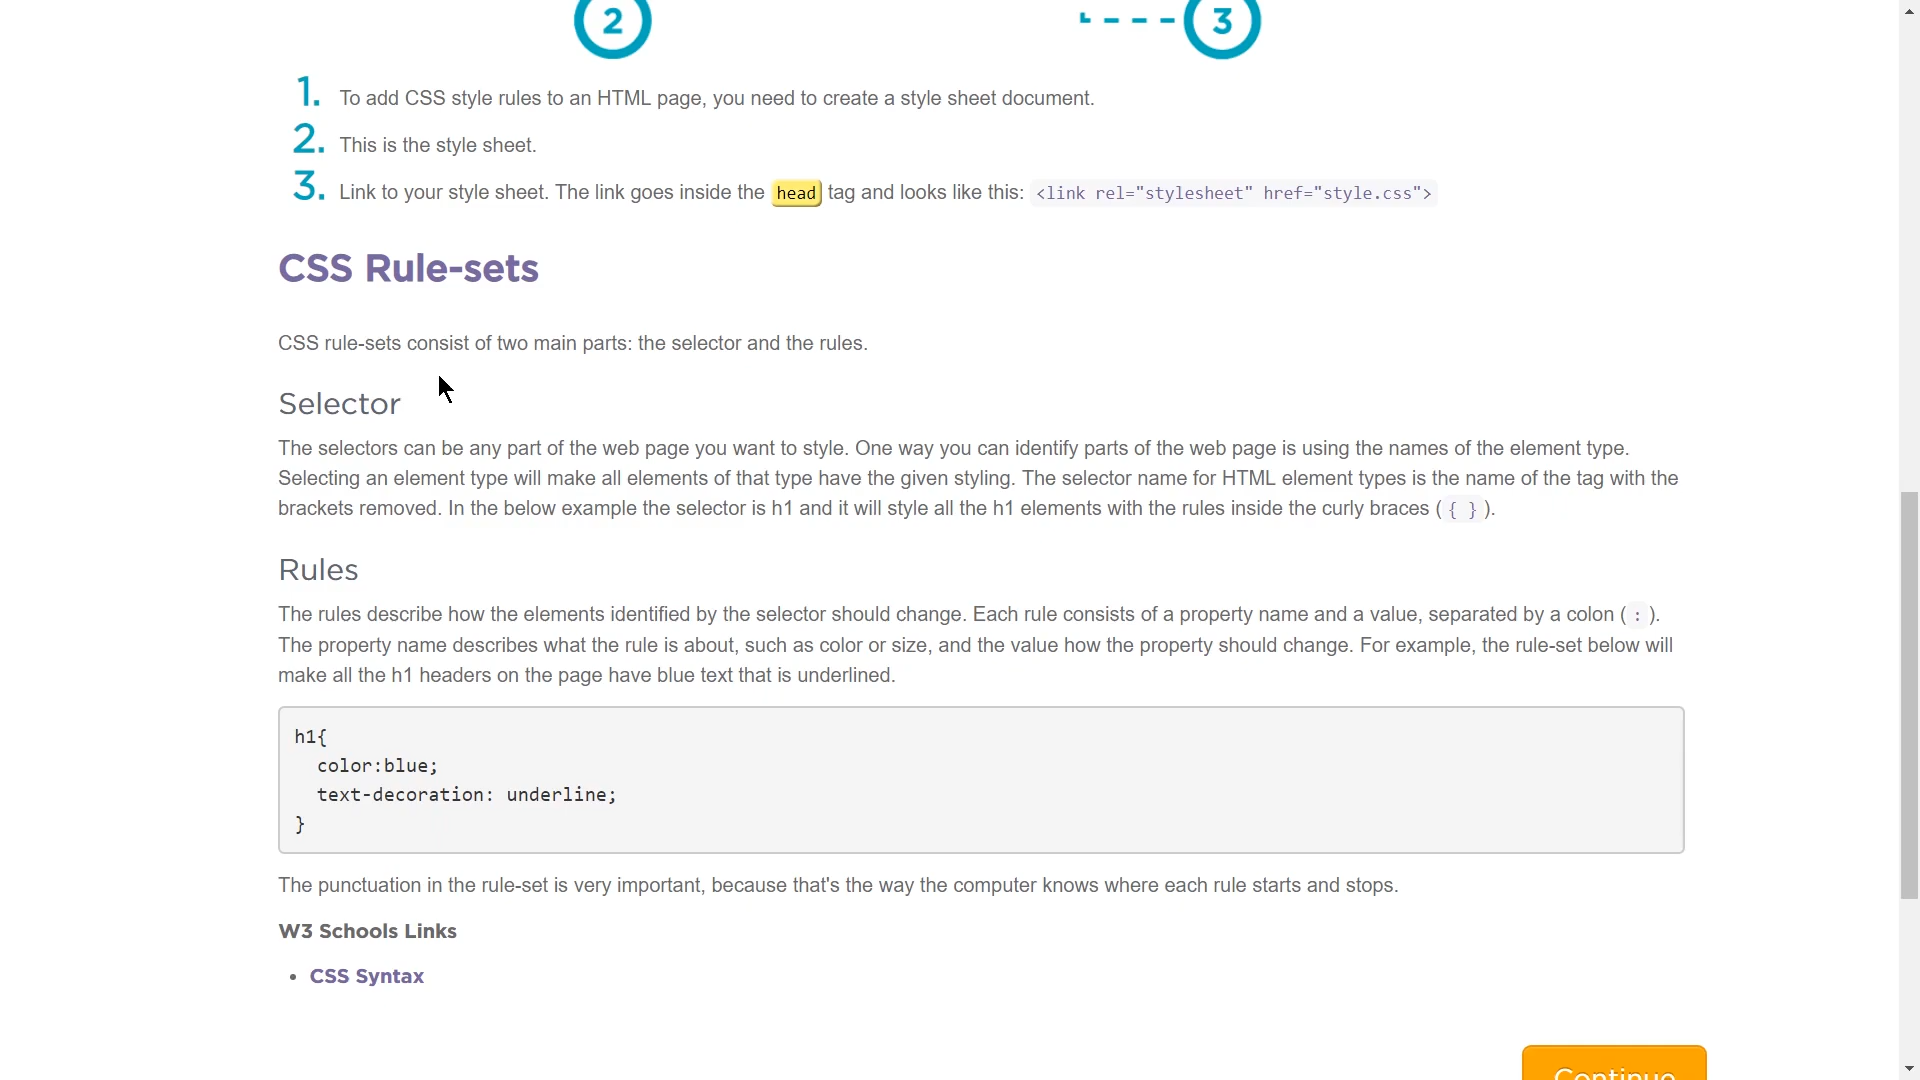 2
3
1. To add CSS style rules to an HTML page, you need to create a style sheet document.
2. This is the style sheet.
3. Link to your style sheet. The link goes inside the head tag and looks like this: <link rel="stylesheet" href="style.css">
CSS Rule-sets
CSS rule-sets consist of two main parts: the selector and the rules.
Selector
The selectors can be any part of the web page you want to style. One way you can identify parts of the web page is using the names of the element type.
Selecting an element type will make all elements of that type have the given styling. The selector name for HTML element types is the name of the tag with the
brackets removed. In the below example the selector is h1 and it will style all the h1 elements with the rules inside the curly braces ( { } ).
Rules
The rules describe how the elements identified by the selector should change. Each rule consists of a property name and a value, separated by a colon ( : ).
The property name describes what the rule is about, such as color or size, and the value how the property should change. For example, the rule-set below will
make all the h1 headers on the page have blue text that is underlined.
h1{
  color:blue;
  text-decoration: underline;
}
The punctuation in the rule-set is very important, because that's the way the computer knows where each rule starts and stops.
W3 Schools Links
• CSS Syntax
Continue